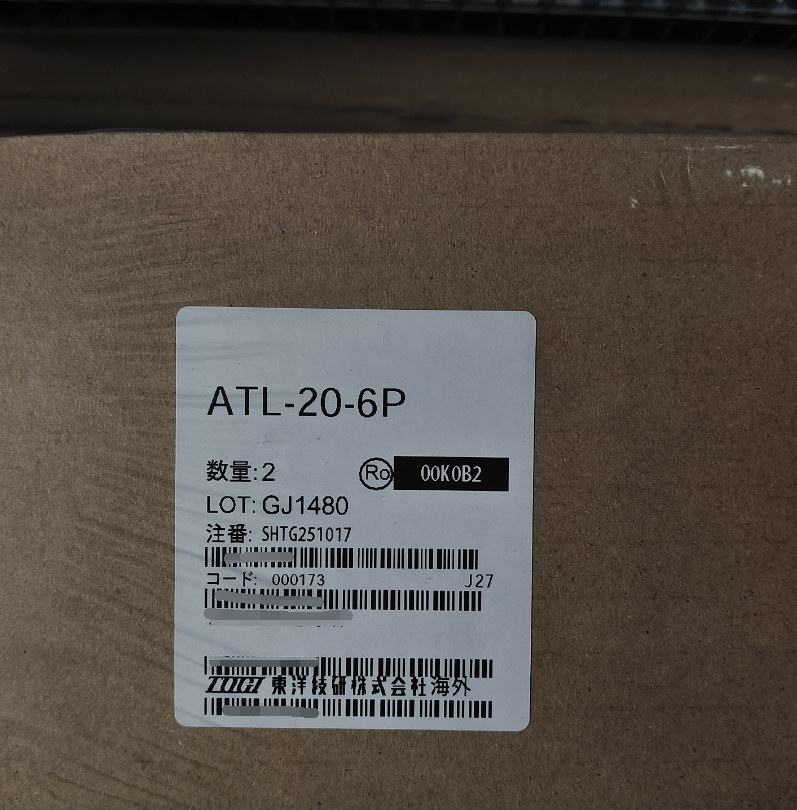 ATL-20-6P
数量:2 Ro 00K0B2
LOT: GJ1480
注番: SHTG251017
コード: 000173 J27
TOGI 東洋技研株式会社海外